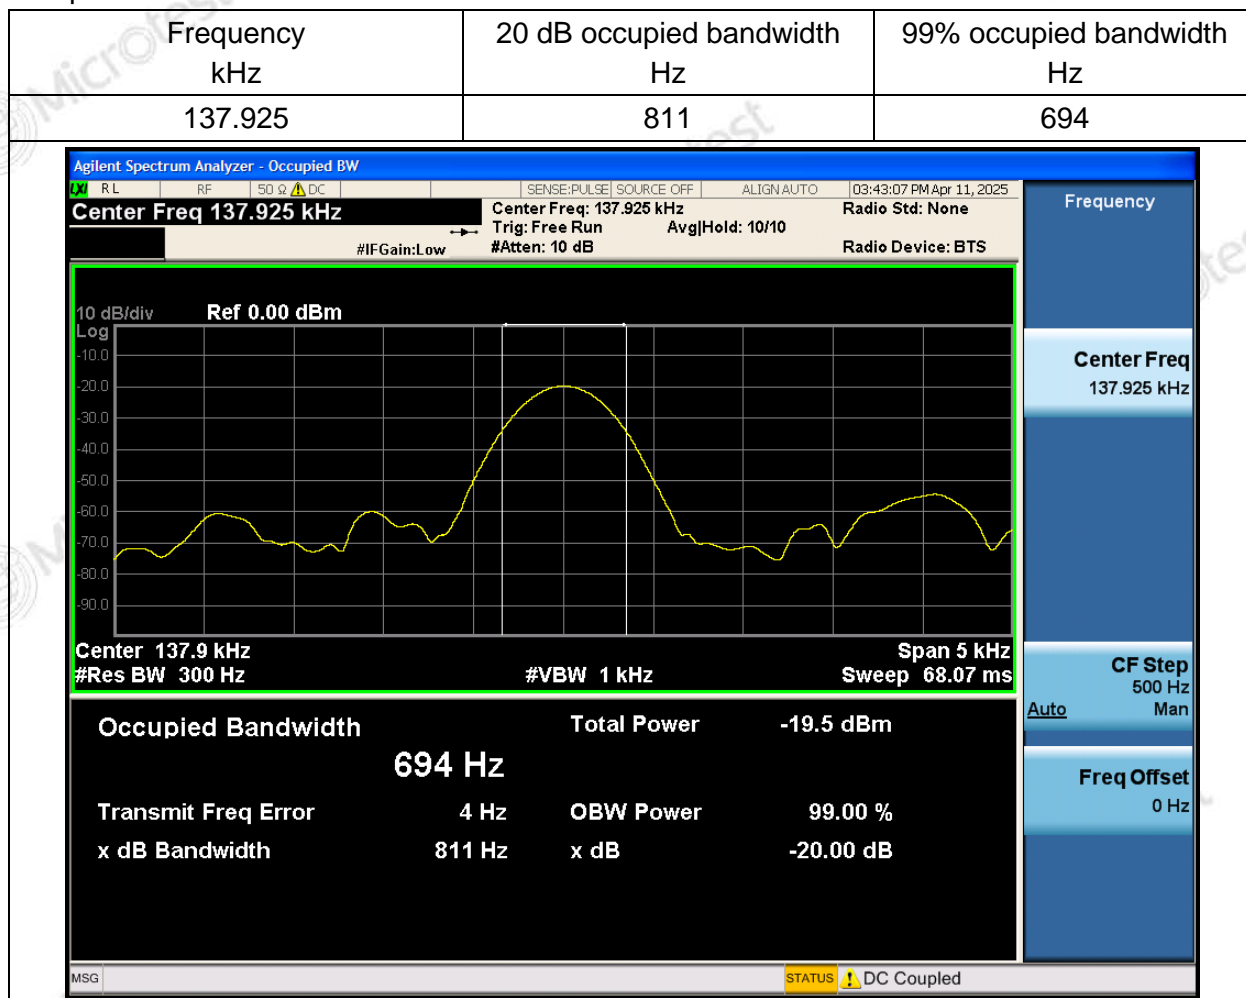 Frequency 20 dB occupied bandwidth 99% occupied bandwidth
kHz Hz Hz
137.925 811 694
Agilent Spectrum Analyzer - Occupied BW
LXI RL RF 50 Ω DC SENSE:PULSE SOURCE OFF ALIGN AUTO 03:43:07 PM Apr 11, 2025
Center Freq 137.925 kHz Center Freq: 137.925 kHz Radio Std: None Frequency
Trig: Free Run Avg|Hold: 10/10
#IFGain:Low #Atten: 10 dB Radio Device: BTS
10 dB/div Ref 0.00 dBm
Log
-10.0
-20.0
-30.0
-40.0
-50.0
-60.0
-70.0
-80.0
-90.0
Center 137.9 kHz Span 5 kHz
#Res BW 300 Hz #VBW 1 kHz Sweep 68.07 ms
Center Freq
137.925 kHz
CF Step
500 Hz
Auto Man
Freq Offset
0 Hz
Occupied Bandwidth Total Power -19.5 dBm
694 Hz
Transmit Freq Error 4 Hz OBW Power 99.00 %
x dB Bandwidth 811 Hz x dB -20.00 dB
MSG STATUS DC Coupled
Microtest